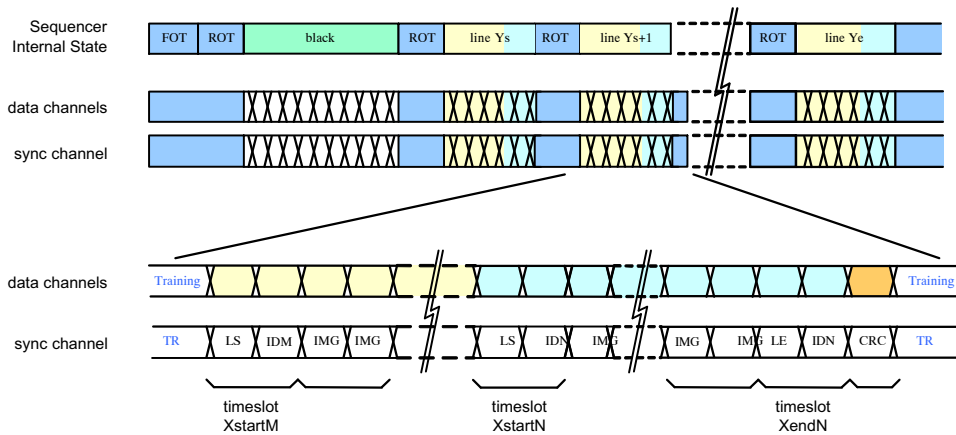 Sequencer
Internal State
FOT ROT black ROT line Ys ROT line Ys+1 ROT line Ye
data channels
sync channel
data channels
Training Training
sync channel
TR LS IDM IMG IMG LS IDN IMG IMG IMG LE IDN CRC TR
timeslot timeslot timeslot
XstartM XstartN XendN